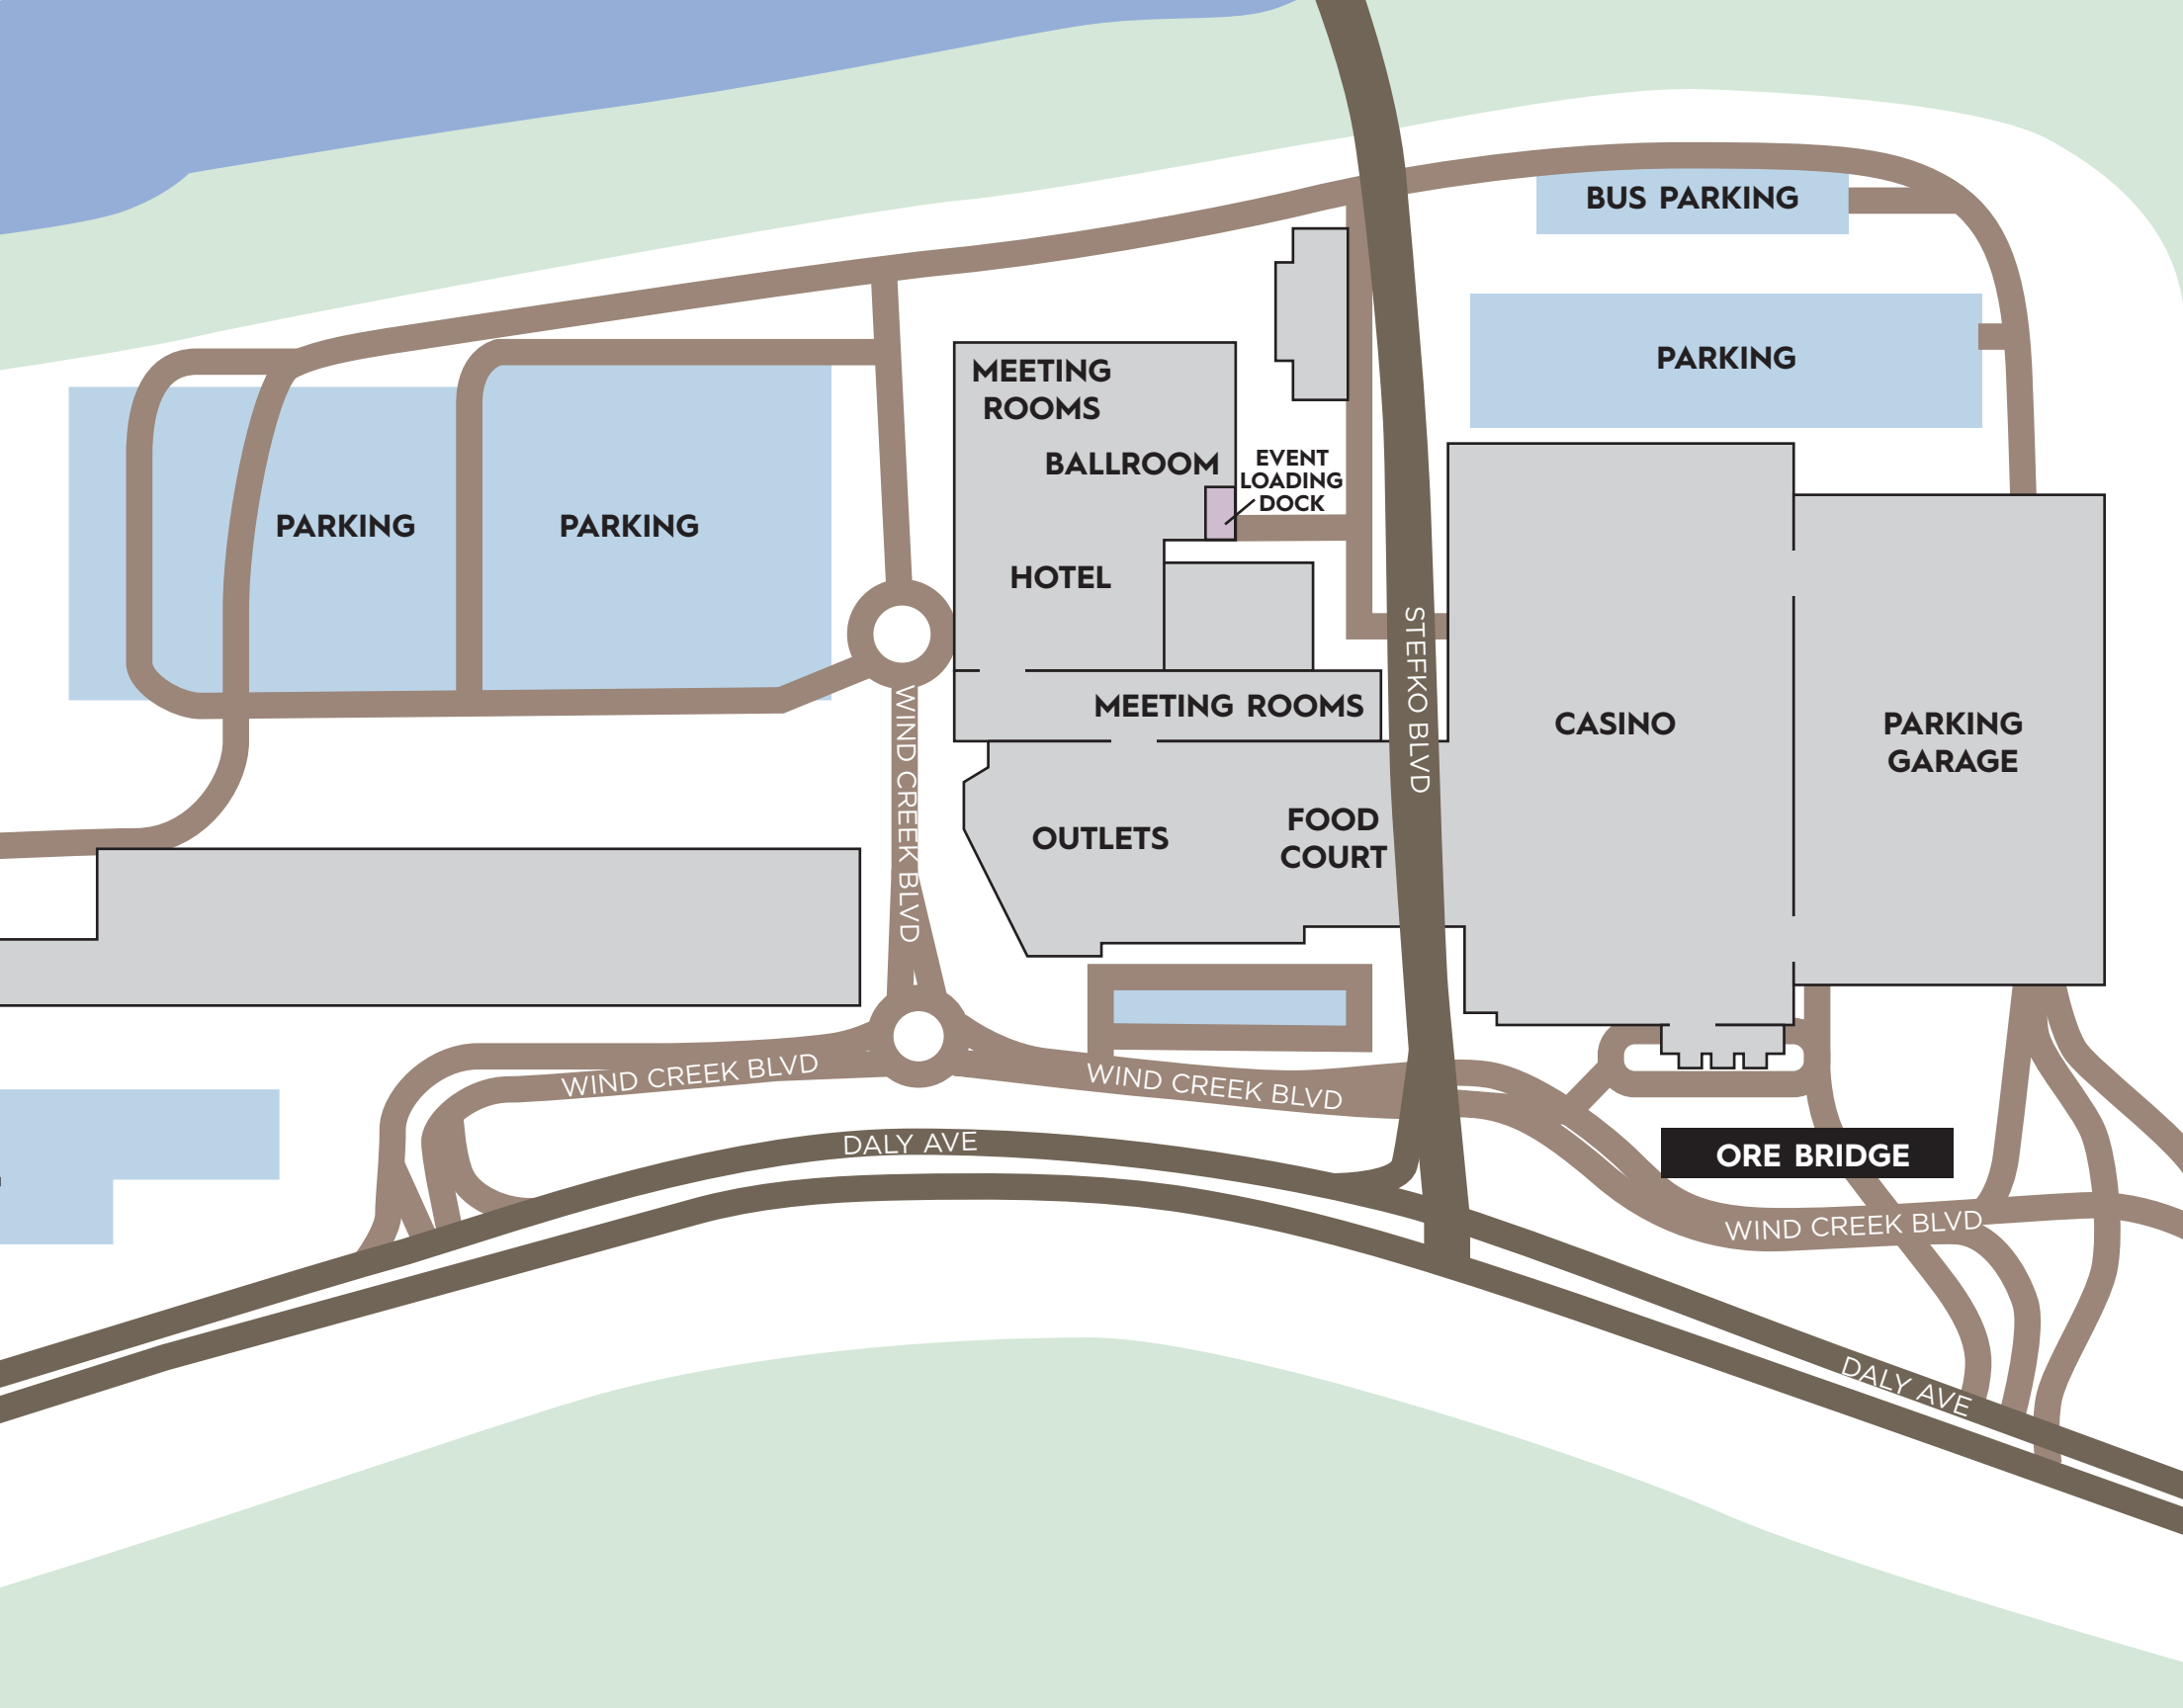 BUS PARKING
PARKING
MEETING
ROOMS
BALLROOM
EVENT
LOADING
DOCK
PARKING
PARKING
HOTEL
STEFKO BLVD
MEETING ROOMS
CASINO
PARKING
GARAGE
WIND CREEK BLVD
OUTLETS
FOOD
COURT
WIND CREEK BLVD
WIND CREEK BLVD
DALY AVE
ORE BRIDGE
WIND CREEK BLVD
DALY AVE